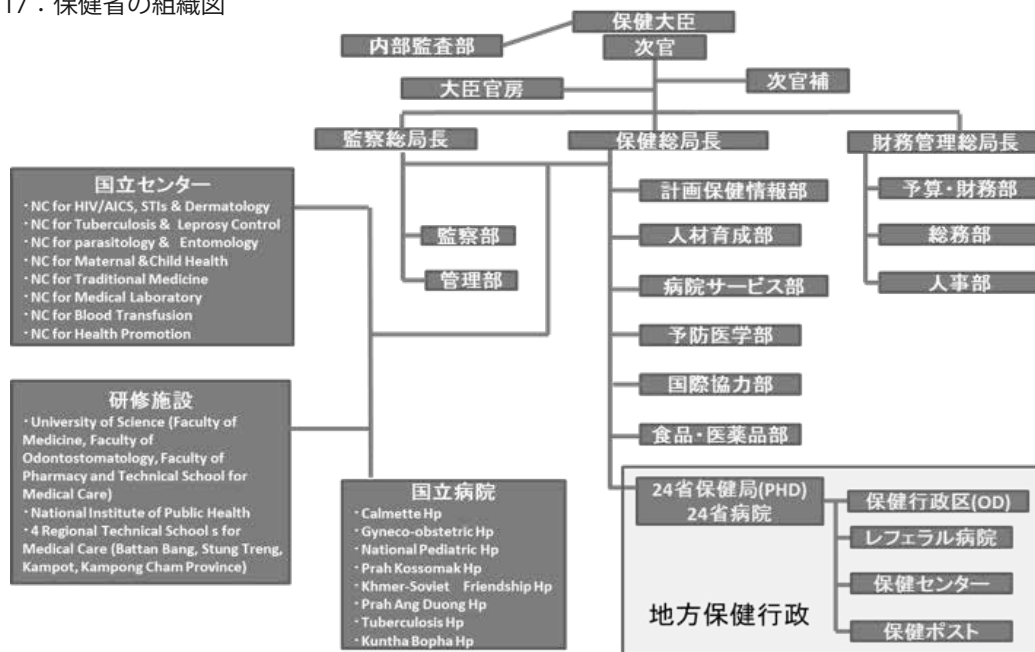 17：保健省の組織図
保健大臣
内部監査部
次官
大臣官房
次官補
監察総局長
保健総局長
財務管理総局長
国立センター
・NC for HIV/AICS, STIs & Dermatology
・NC for Tuberculosis & Leprosy Control
・NC for parasitology & Entomology
・NC for Maternal &Child Health
・NC for Traditional Medicine
・NC for Medical Laboratory
・NC for Blood Transfusion
・NC for Health Promotion
監察部
管理部
計画保健情報部
人材育成部
病院サービス部
予防医学部
国際協力部
食品・医薬品部
予算・財務部
総務部
人事部
研修施設
・University of Science (Faculty of
Medicine, Faculty of
Odontostomatology, Faculty of
Pharmacy and Technical School for
Medical Care)
・National Institute of Public Health
・4 Regional Technical School s for
Medical Care (Battan Bang, Stung Treng,
Kampot, Kampong Cham Province)
国立病院
・Calmette Hp
・Gyneco-obstetric Hp
・National Pediatric Hp
・Prah Kossomak Hp
・Khmer-Soviet Friendship Hp
・Prah Ang Duong Hp
・Tuberculosis Hp
・Kuntha Bopha Hp
24省保健局(PHD)
24省病院
保健行政区(OD)
レフェラル病院
保健センター
保健ポスト
地方保健行政